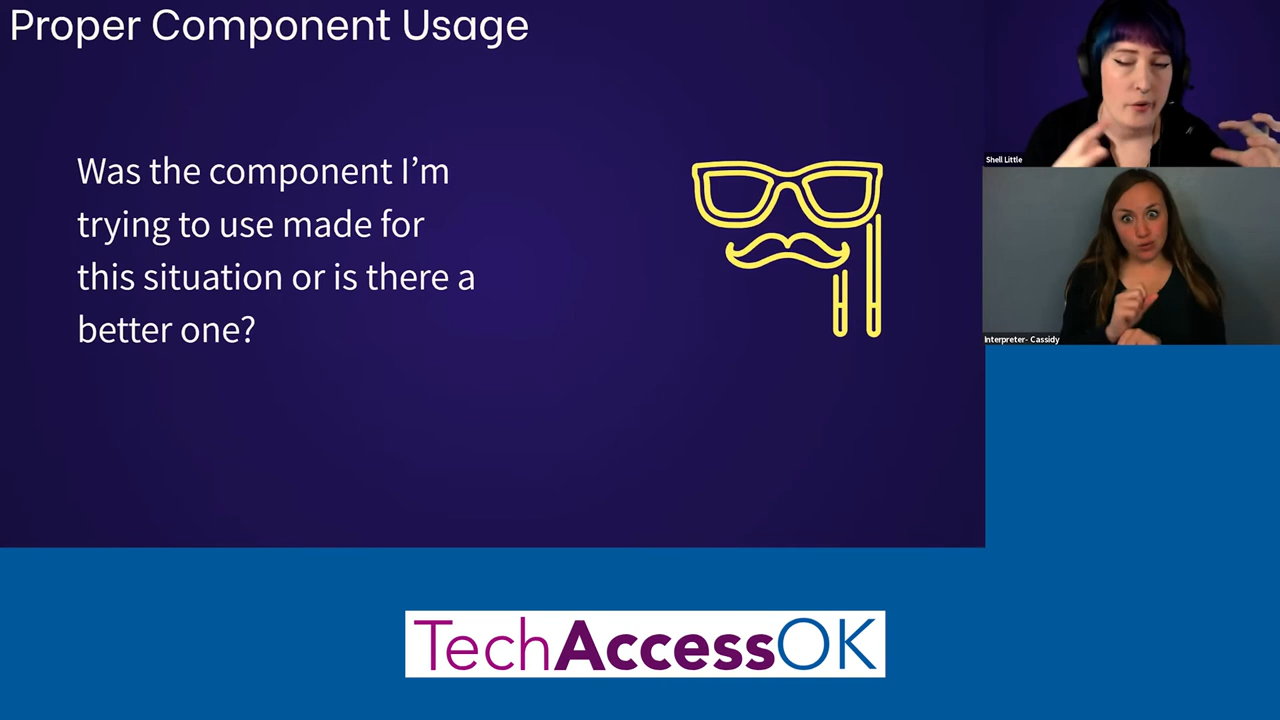 Proper Component Usage
Was the component I’m
trying to use made for
this situation or is there a
better one?
Shell Little
Interpreter- Cassidy
TechAccessOK